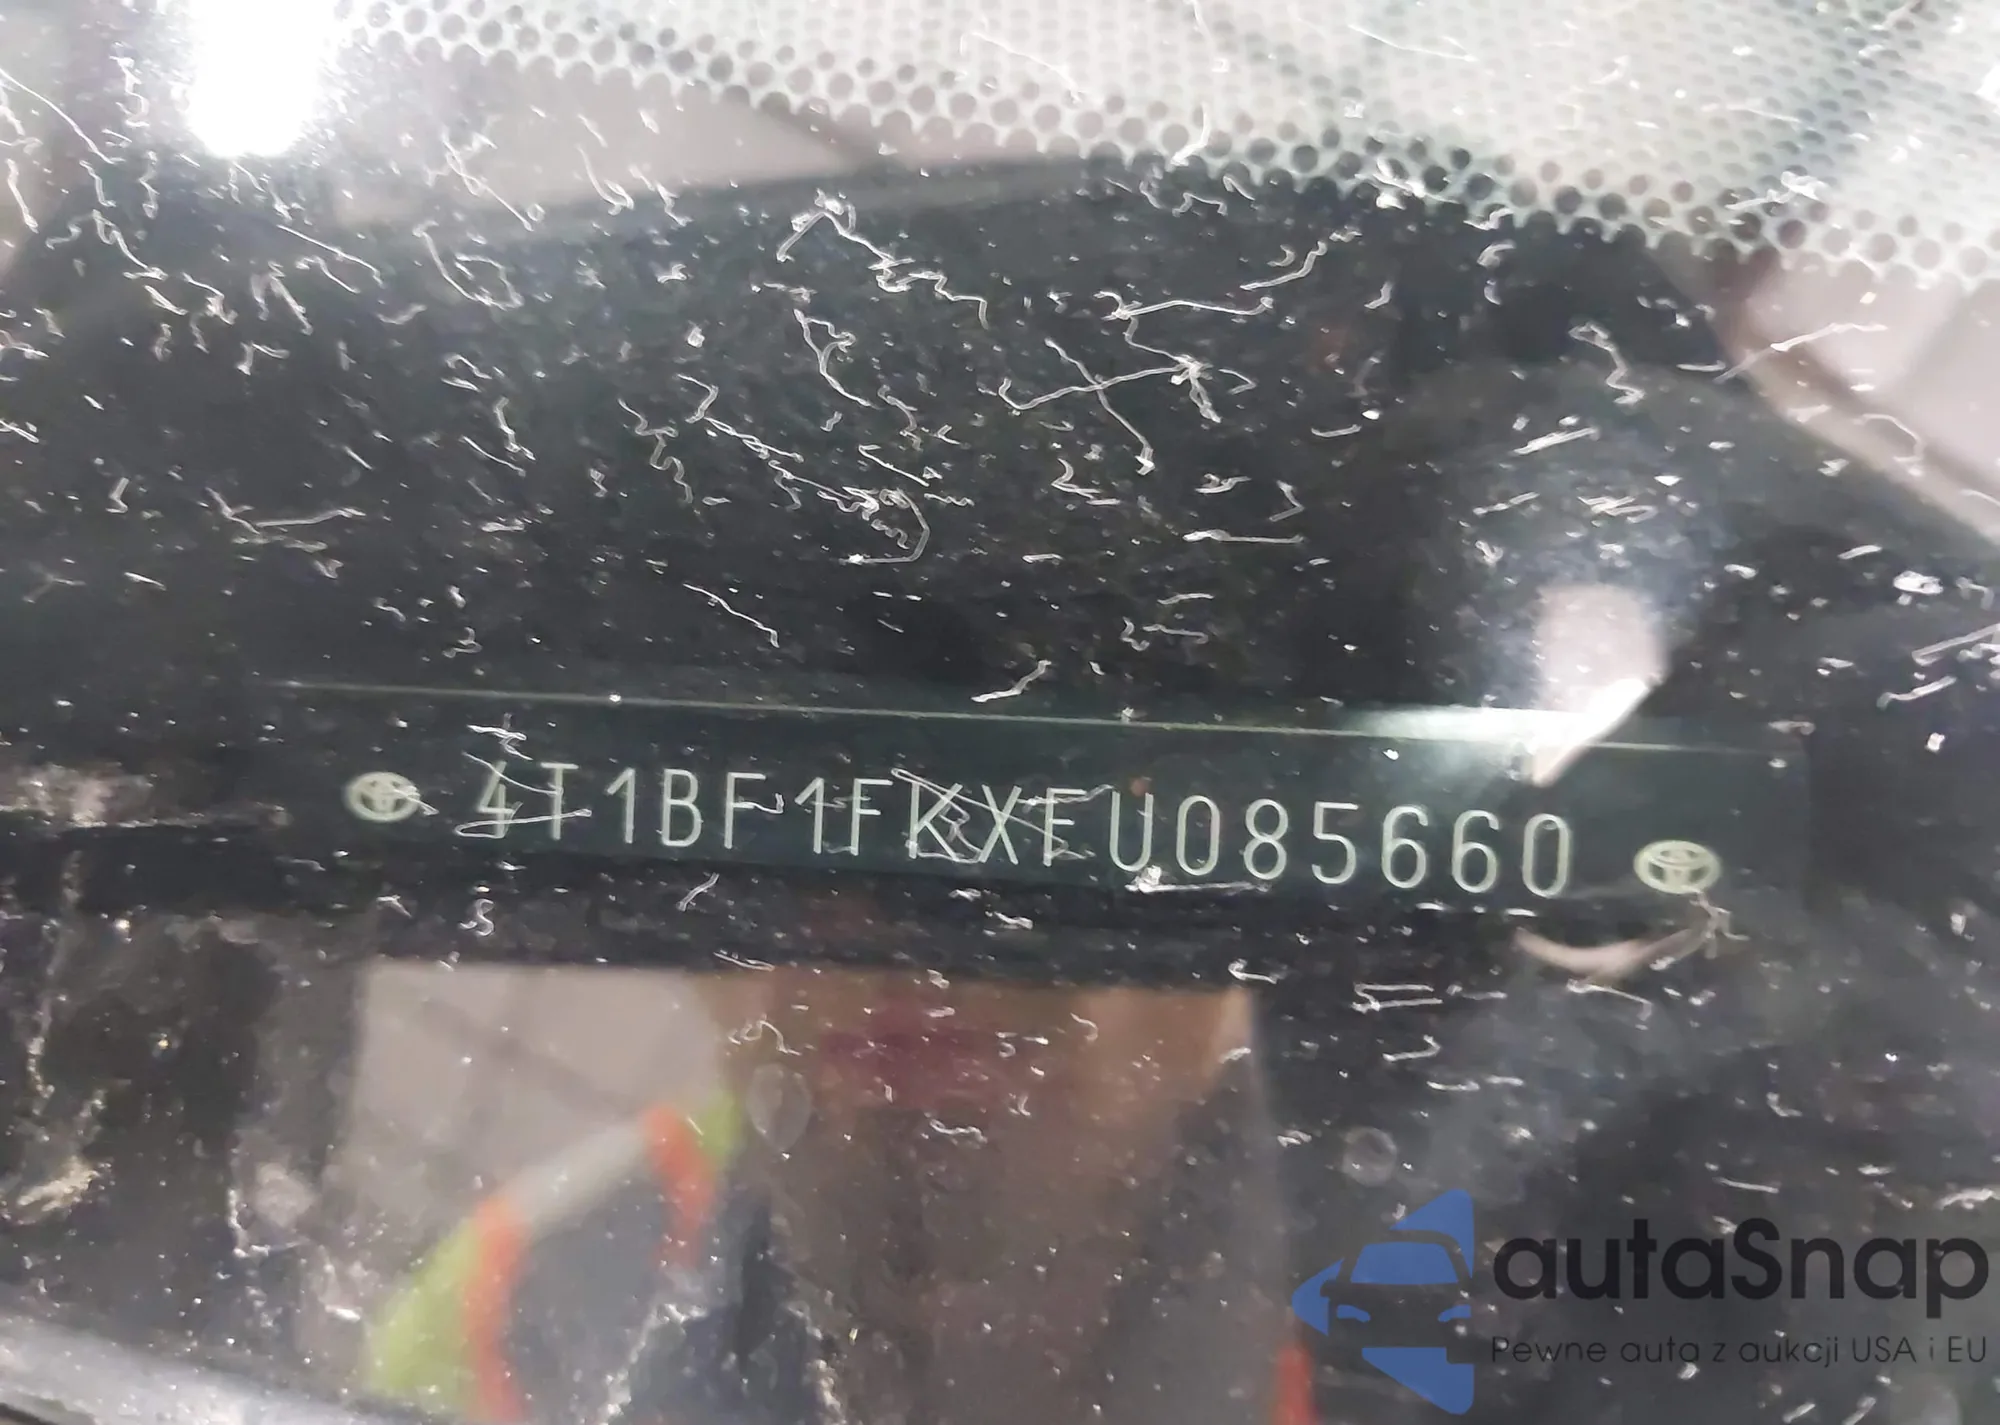 4T1BF1FKXFU085660
autaSnap
Pewne auta z aukcji USA i EU